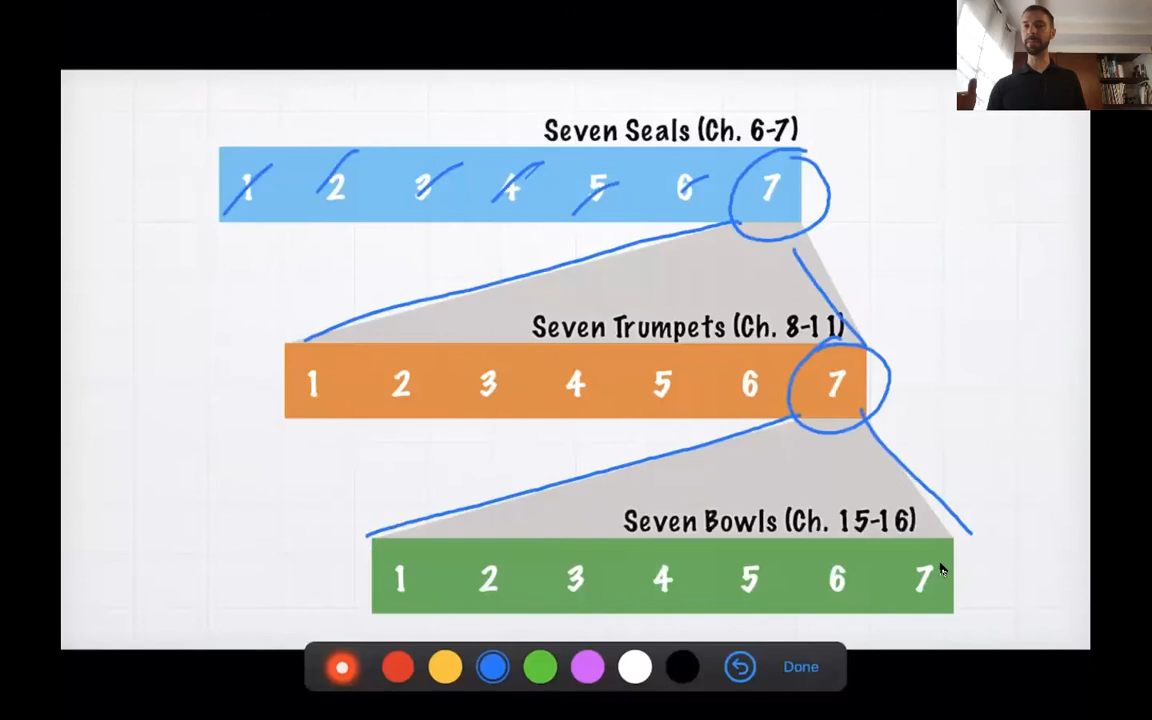 Seven Seals (Ch. 6-7)
1 2 3 4 5 6 7
Seven Trumpets (Ch. 8-11)
1 2 3 4 5 6 7
Seven Bowls (Ch. 15-16)
1 2 3 4 5 6 7
Done